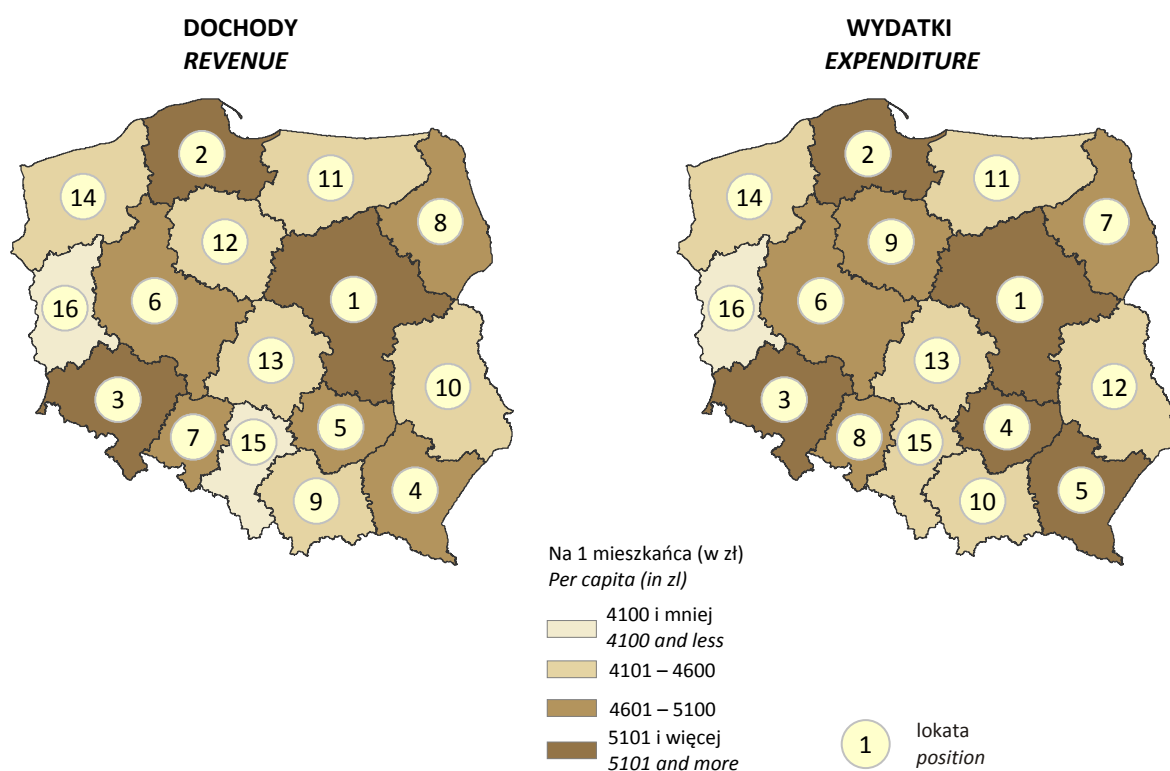 DOCHODY
REVENUE
2
11
14
8
12
6
16
1
13
10
3
5
7
15
4
9
WYDATKI
EXPENDITURE
2
11
14
7
9
6
1
16
13
12
3
4
8
15
5
10
Na 1 mieszkańca (w zł)
Per capita (in zl)
4100 i mniej
4100 and less
4101 – 4600
4601 – 5100
5101 i więcej
5101 and more
1
lokata
position